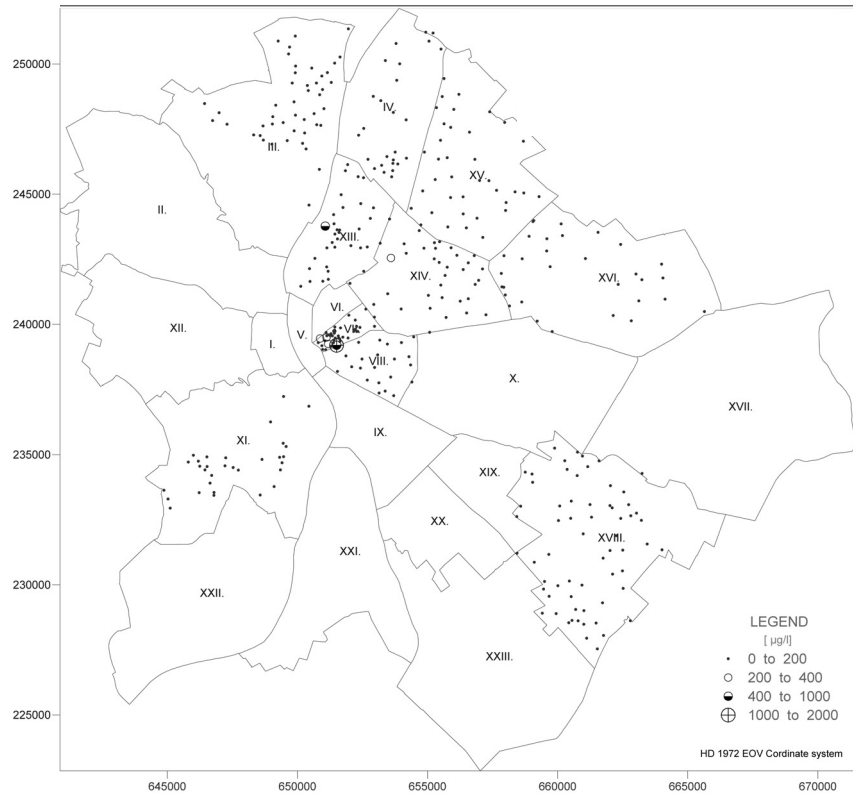 250000
IV.
III.
XV.
245000
II.
XIII.
XIV.
XVI.
VI.
240000
XII.
V.
VII.
I.
VIII.
X.
XVII.
235000
XI.
IX.
XIX.
XX.
XVIII.
XXI.
230000
XXII.
LEGEND
[ µg/l]
XXIII.
0 to 200
200 to 400
400 to 1000
225000
1000 to 2000
HD 1972 EOV Cordinate system
645000 650000 655000 660000 665000 670000